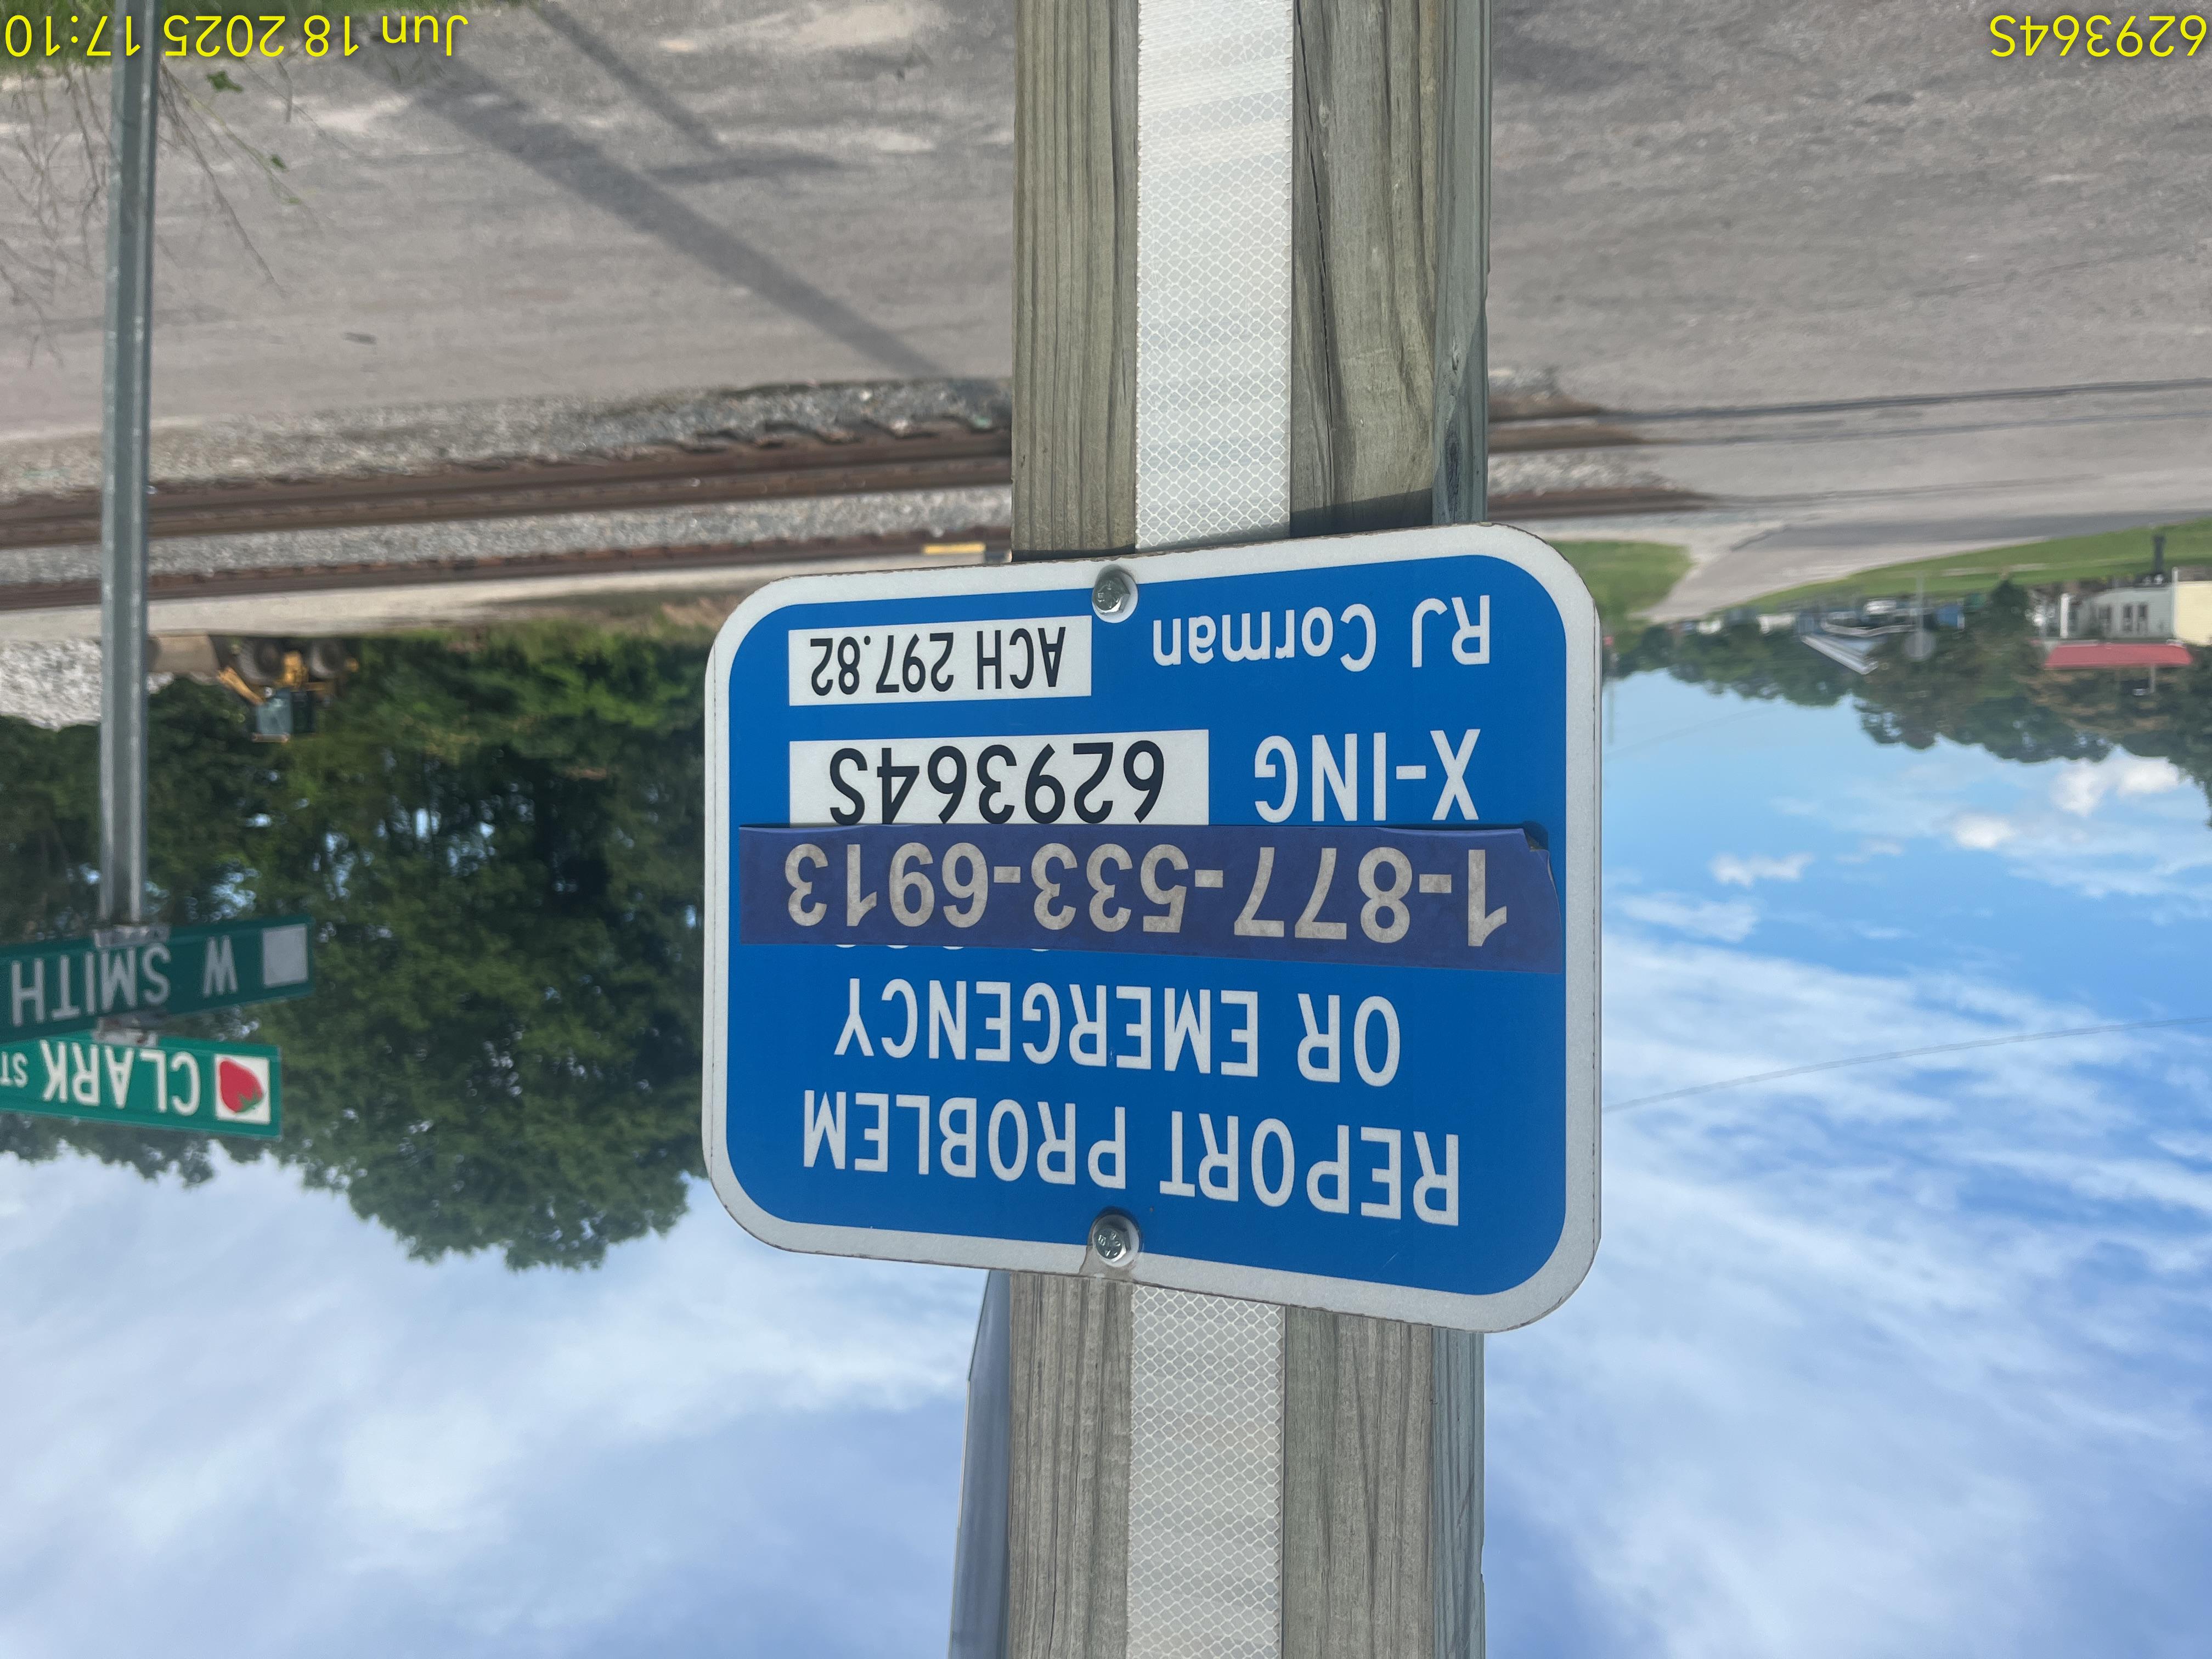 REPORT PROBLEM
OR EMERGENCY
1-877-533-6913
X-ING 629364S
RJ Corman ACH 297.82
CLARK ST
W SMITH
629364S
Jun 18 2025 17:10